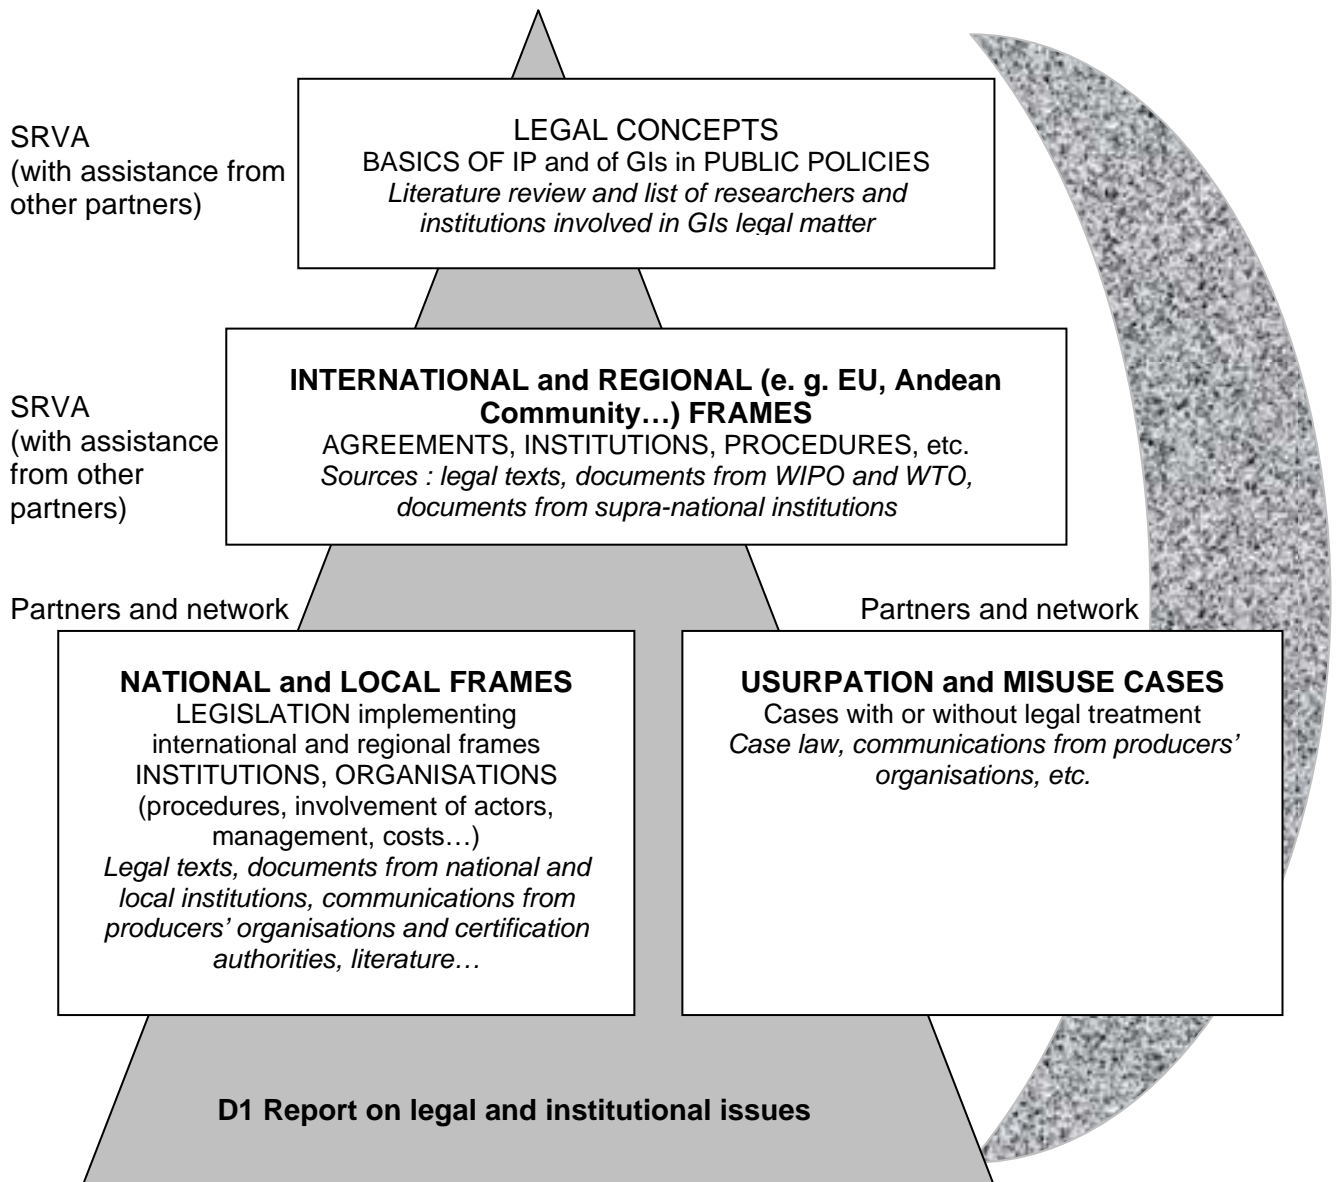 SRVA
(with assistance from
other partners)
LEGAL CONCEPTS
BASICS OF IP and of GIs in PUBLIC POLICIES
Literature review and list of researchers and
institutions involved in GIs legal matter
SRVA
(with assistance
from other
partners)
INTERNATIONAL and REGIONAL (e. g. EU, Andean
Community…) FRAMES
AGREEMENTS, INSTITUTIONS, PROCEDURES, etc.
Sources : legal texts, documents from WIPO and WTO,
documents from supra-national institutions
Partners and network
NATIONAL and LOCAL FRAMES
LEGISLATION implementing
international and regional frames
INSTITUTIONS, ORGANISATIONS
(procedures, involvement of actors,
management, costs…)
Legal texts, documents from national and
local institutions, communications from
producers’ organisations and certification
authorities, literature…
Partners and network
USURPATION and MISUSE CASES
Cases with or without legal treatment
Case law, communications from producers’
organisations, etc.
D1 Report on legal and institutional issues